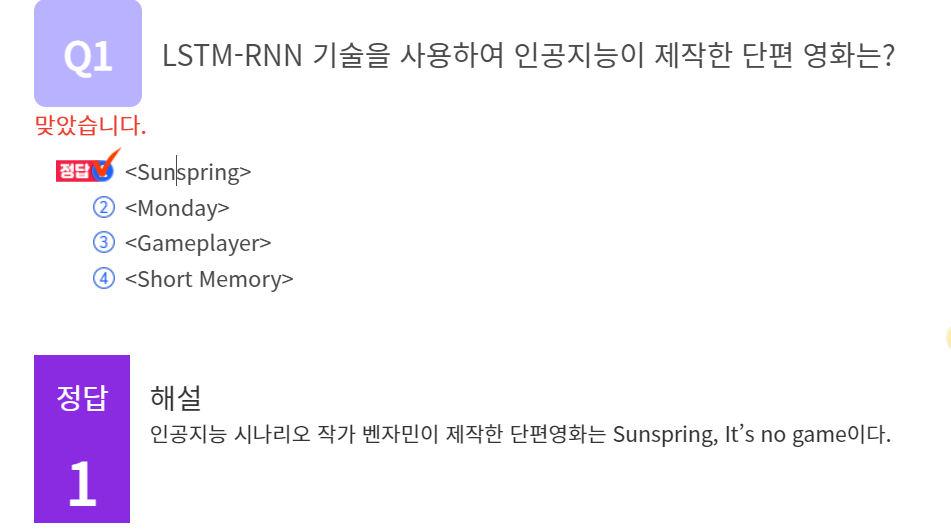 Q1 LSTM-RNN 기술을 사용하여 인공지능이 제작한 단편 영화는?
맞았습니다.
정답 <Sunspring>
② <Monday>
③ <Gameplayer>
④ <Short Memory>
정답 해설
인공지능 시나리오 작가 벤자민이 제작한 단편영화는 Sunspring, It’s no game이다.
1